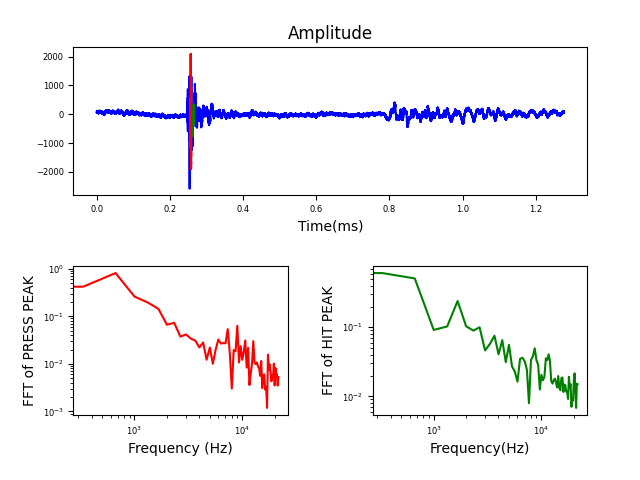 Amplitude
2000
1000
0
−1000
−2000
0.0 0.2 0.4 0.6 0.8 1.0 1.2
Time(ms)
FFT of PRESS PEAK
10⁰
10⁻¹
10⁻²
10⁻³
10³ 10⁴
Frequency (Hz)
FFT of HIT PEAK
10⁻¹
10⁻²
10³ 10⁴
Frequency(Hz)